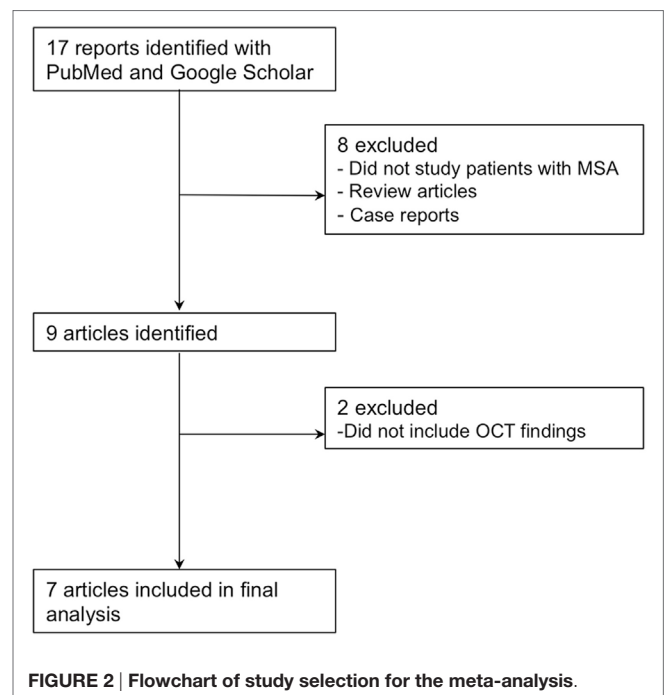 17 reports identified with
PubMed and Google Scholar
8 excluded
- Did not study patients with MSA
- Review articles
- Case reports
9 articles identified
2 excluded
-Did not include OCT findings
7 articles included in final
analysis
FIGURE 2 | Flowchart of study selection for the meta-analysis.